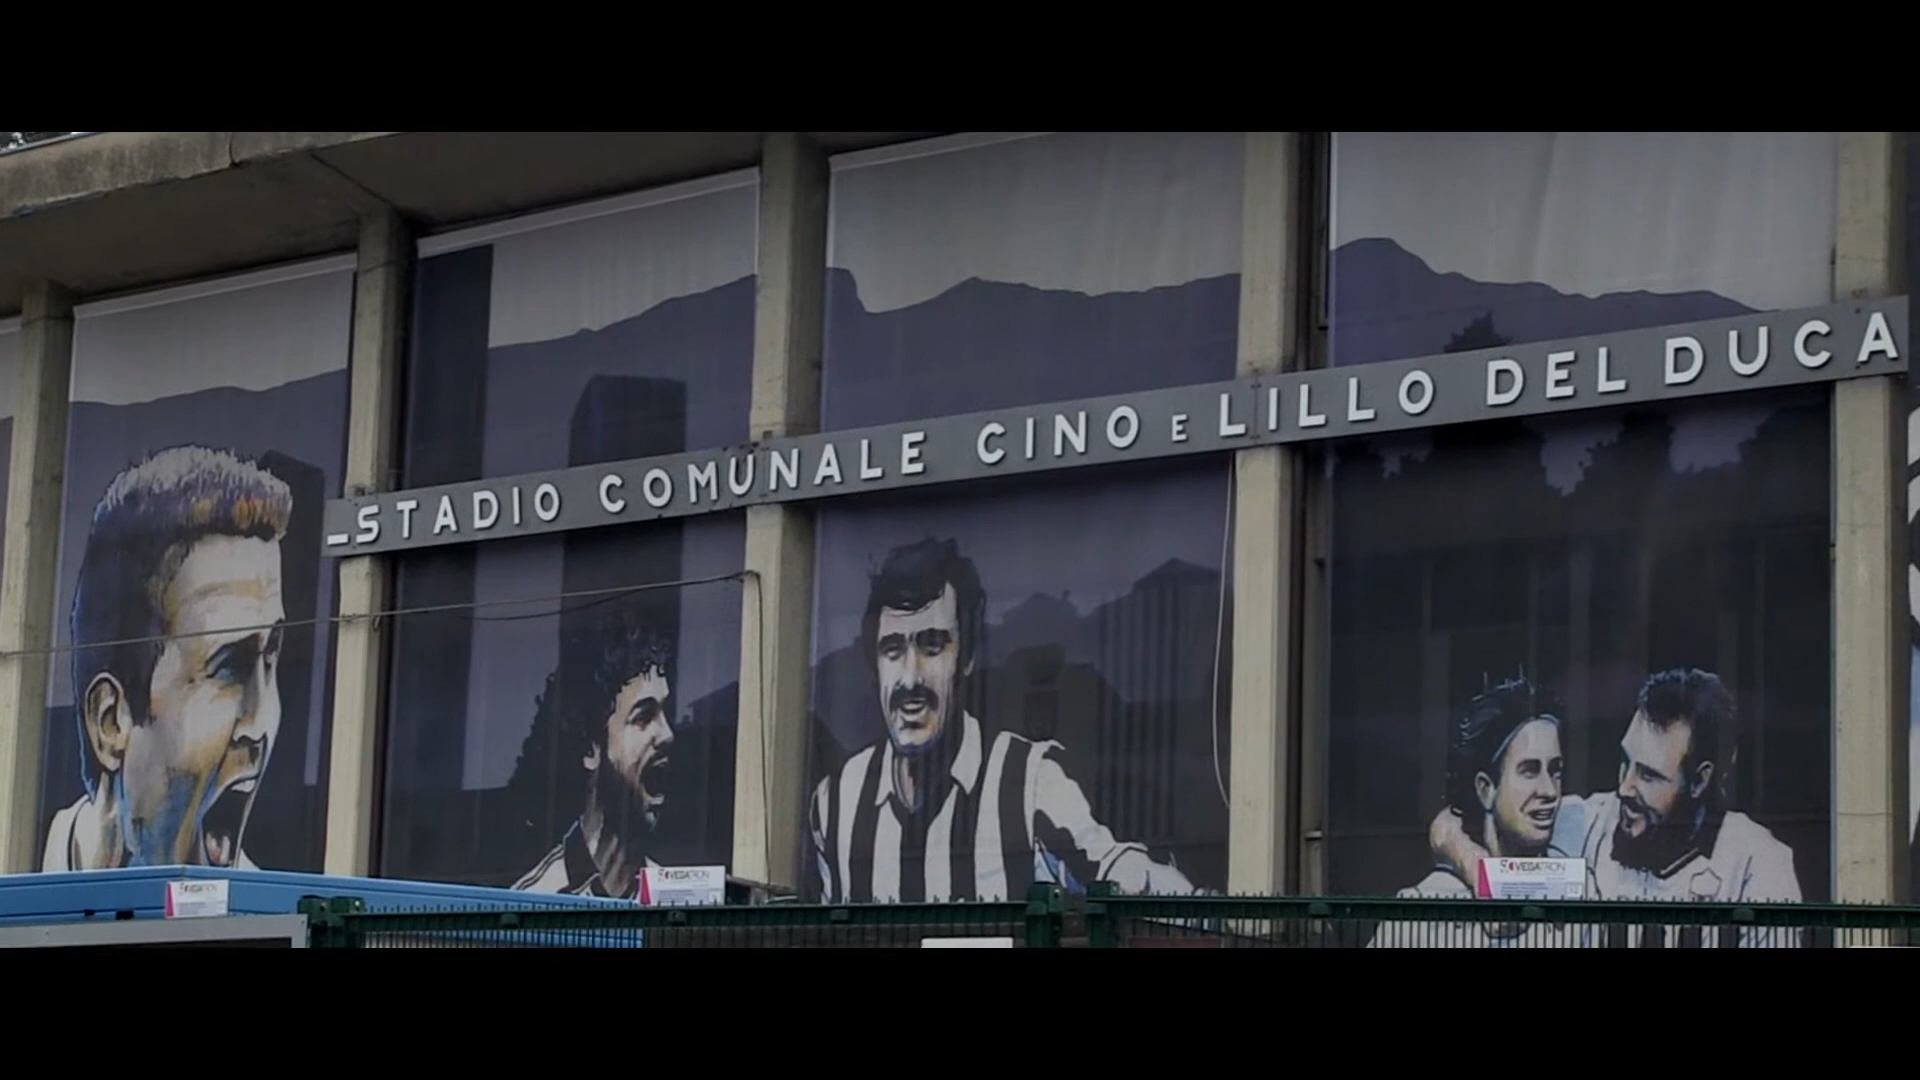 STADIO COMUNALE CINO E LILLO DEL DUCA
VEGATRON
VEGATRON
VEGATRON